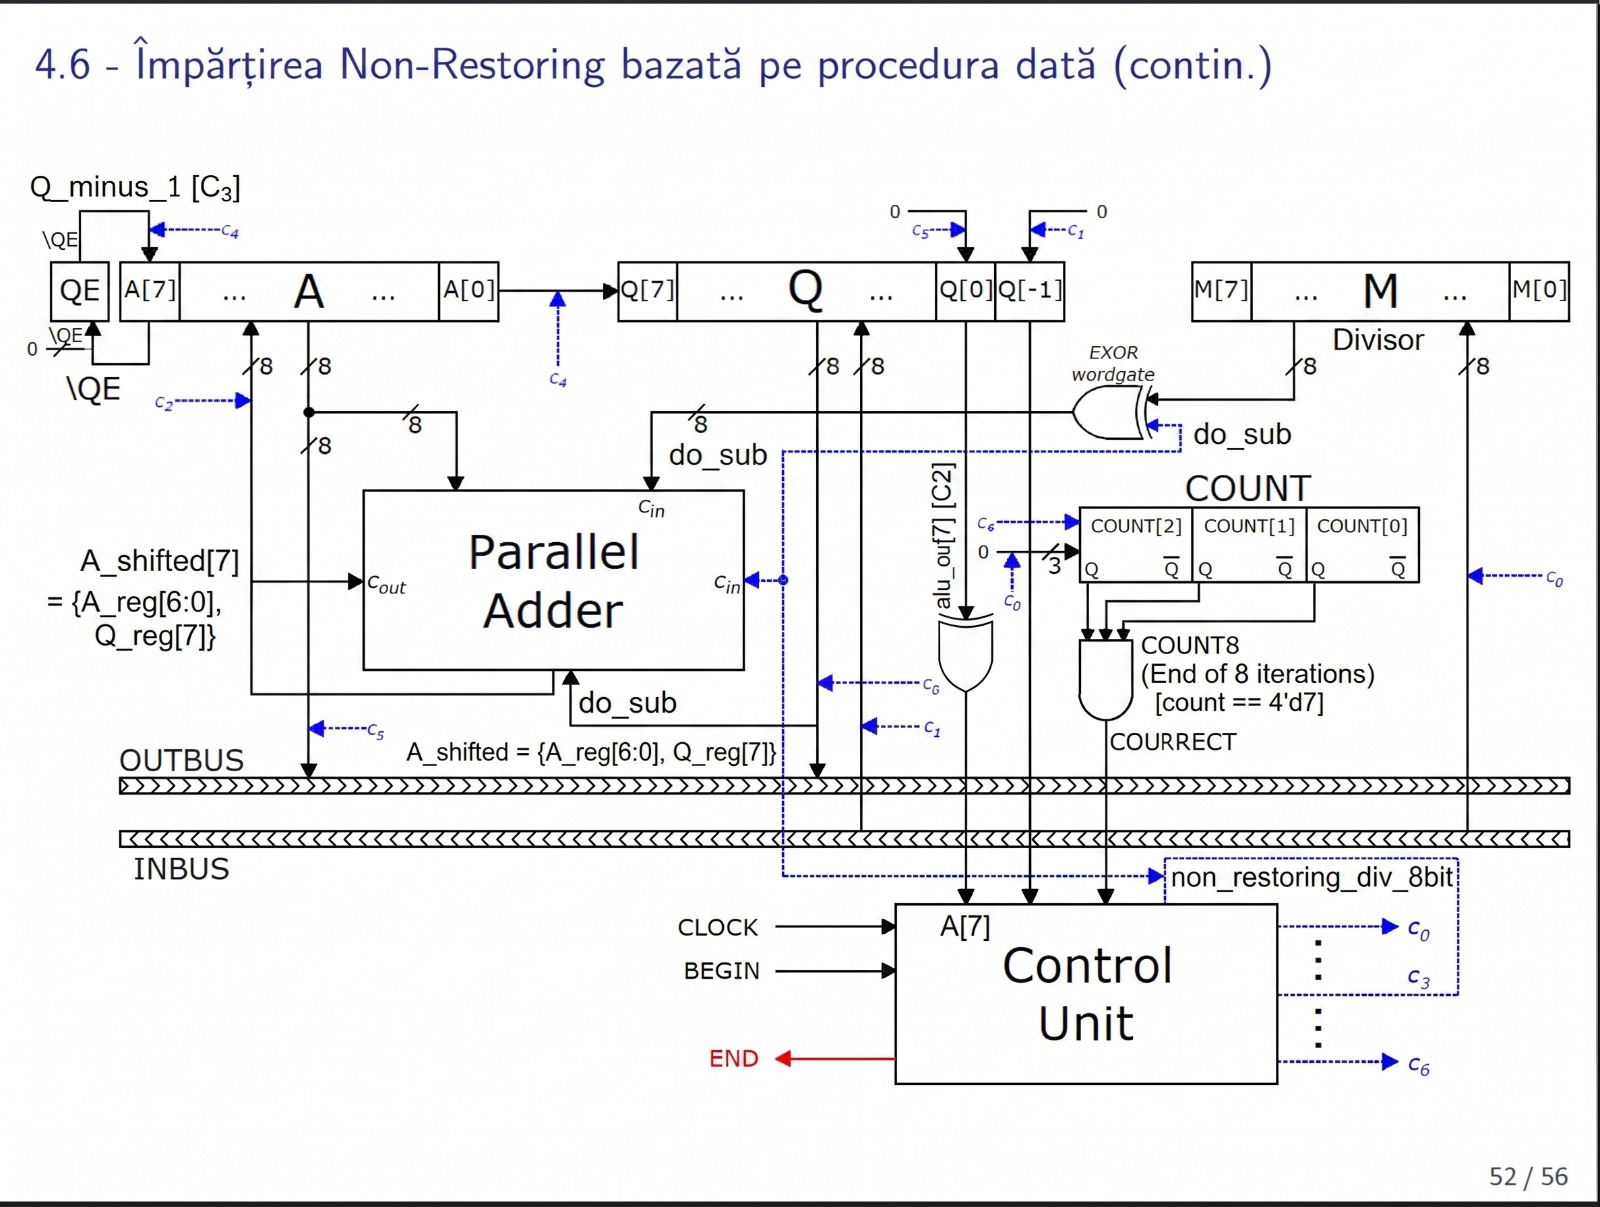 4.6 - Împărțirea Non-Restoring bazată pe procedura dată (contin.)
Q_minus_1 [C3]
\QE
c4
0
c5
0
c1
QE
A[7]
...
A
...
A[0]
Q[7]
...
Q
...
Q[0]
Q[-1]
M[7]
...
M
...
M[0]
0
\QE
\QE
Divisor
8
8
c4
8
8
EXOR
wordgate
8
8
c2
8
8
8
do_sub
do_sub
cin
Parallel
Adder
cout
cin
A_shifted[7]
= {A_reg[6:0],
Q_reg[7]}
alu_out[7] [C2]
COUNT
c6
COUNT[2]
COUNT[1]
COUNT[0]
0
3
Q
Q
Q
Q
Q
Q
c0
c0
COUNT8
(End of 8 iterations)
[count == 4'd7]
COURRECT
do_sub
c6
c5
c1
A_shifted = {A_reg[6:0], Q_reg[7]}
OUTBUS
INBUS
non_restoring_div_8bit
CLOCK
BEGIN
END
A[7]
Control
Unit
c0
c3
c6
52 / 56